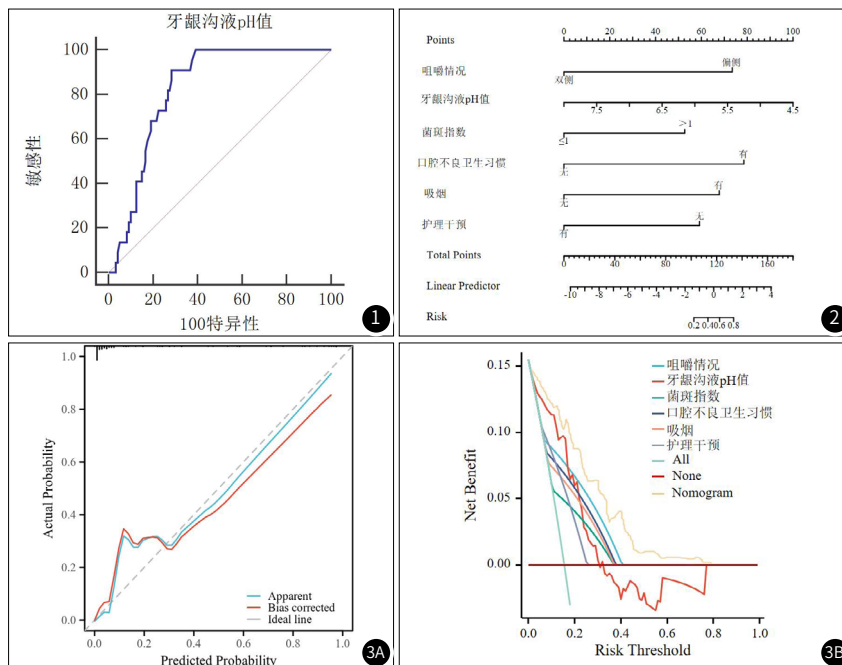 牙龈沟液pH值
敏感性
100
80
60
40
20
0
0 20 40 60 80 100
100特异性
1
Points
0 20 40 60 80 100
咀嚼情况
偏侧
双侧
牙龈沟液pH值
7.5 6.5 5.5 4.5
菌斑指数
>1
≤1
口腔不良卫生习惯
有
无
吸烟
有
无
护理干预
无
有
Total Points
0 40 80 120 160
Linear Predictor
-10 -8 -6 -4 -2 0 2 4
Risk
0.2 0.4 0.6 0.8
2
Actual Probability
1.0
0.8
0.6
0.4
0.2
0.0
Apparent
Bias corrected
Ideal line
0.0 0.2 0.4 0.6 0.8 1.0
Predicted Probability
3A
Net Benefit
0.15
0.10
0.05
0.00
咀嚼情况
牙龈沟液pH值
菌斑指数
口腔不良卫生习惯
吸烟
护理干预
All
None
Nomogram
0.0 0.2 0.4 0.6 0.8 1.0
Risk Threshold
3B